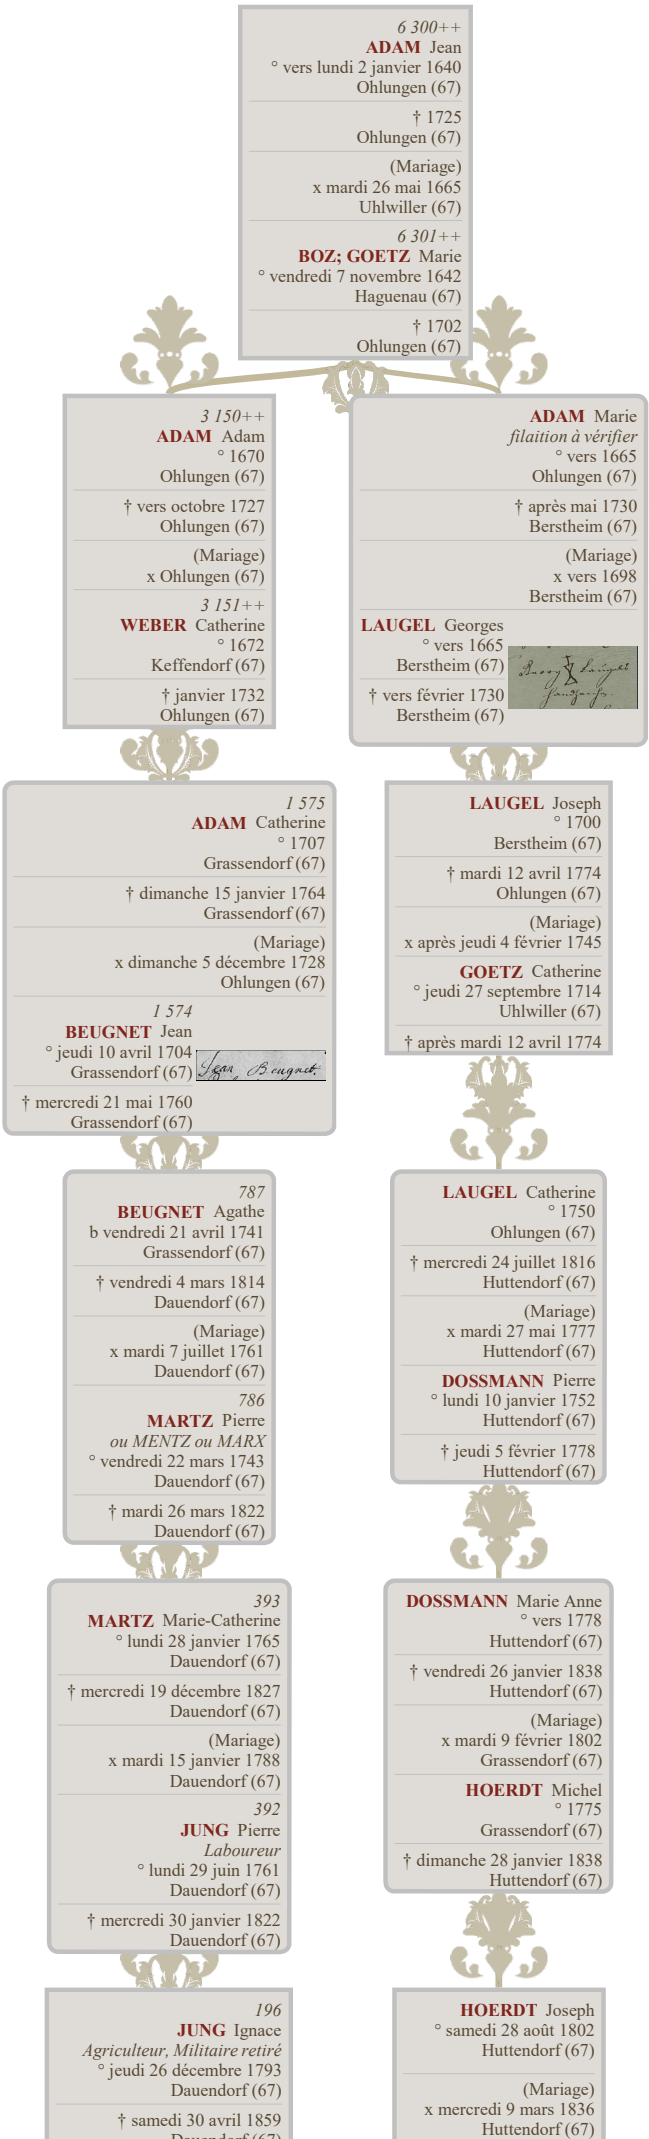 6 300++
ADAM Jean
° vers lundi 2 janvier 1640
Ohlungen (67)
† 1725
Ohlungen (67)
(Mariage)
x mardi 26 mai 1665
Uhlwiller (67)
6 301++
BOZ; GOETZ Marie
° vendredi 7 novembre 1642
Haguenau (67)
† 1702
Ohlungen (67)
3 150++
ADAM Adam
° 1670
Ohlungen (67)
† vers octobre 1727
Ohlungen (67)
(Mariage)
x Ohlungen (67)
3 151++
WEBER Catherine
° 1672
Keffendorf (67)
† janvier 1732
Ohlungen (67)
ADAM Marie
filaition à vérifier
° vers 1665
Ohlungen (67)
† après mai 1730
Berstheim (67)
(Mariage)
x vers 1698
Berstheim (67)
LAUGEL Georges
° vers 1665
Berstheim (67)
† vers février 1730
Berstheim (67)
Laugel
1 575
ADAM Catherine
° 1707
Grassendorf (67)
† dimanche 15 janvier 1764
Grassendorf (67)
(Mariage)
x dimanche 5 décembre 1728
Ohlungen (67)
1 574
BEUGNET Jean
° jeudi 10 avril 1704
Grassendorf (67)
† mercredi 21 mai 1760
Grassendorf (67)
Jean Beugnet
LAUGEL Joseph
° 1700
Berstheim (67)
† mardi 12 avril 1774
Ohlungen (67)
(Mariage)
x après jeudi 4 février 1745
GOETZ Catherine
° jeudi 27 septembre 1714
Uhlwiller (67)
† après mardi 12 avril 1774
787
BEUGNET Agathe
b vendredi 21 avril 1741
Grassendorf (67)
† vendredi 4 mars 1814
Dauendorf (67)
(Mariage)
x mardi 7 juillet 1761
Dauendorf (67)
786
MARTZ Pierre
ou MENTZ ou MARX
° vendredi 22 mars 1743
Dauendorf (67)
† mardi 26 mars 1822
Dauendorf (67)
LAUGEL Catherine
° 1750
Ohlungen (67)
† mercredi 24 juillet 1816
Huttendorf (67)
(Mariage)
x mardi 27 mai 1777
Huttendorf (67)
DOSSMANN Pierre
° lundi 10 janvier 1752
Huttendorf (67)
† jeudi 5 février 1778
Huttendorf (67)
393
MARTZ Marie-Catherine
° lundi 28 janvier 1765
Dauendorf (67)
† mercredi 19 décembre 1827
Dauendorf (67)
(Mariage)
x mardi 15 janvier 1788
Dauendorf (67)
392
JUNG Pierre
Laboureur
° lundi 29 juin 1761
Dauendorf (67)
† mercredi 30 janvier 1822
Dauendorf (67)
DOSSMANN Marie Anne
° vers 1778
Huttendorf (67)
† vendredi 26 janvier 1838
Huttendorf (67)
(Mariage)
x mardi 9 février 1802
Grassendorf (67)
HOERDT Michel
° 1775
Grassendorf (67)
† dimanche 28 janvier 1838
Huttendorf (67)
196
JUNG Ignace
Agriculteur, Militaire retiré
° jeudi 26 décembre 1793
Dauendorf (67)
† samedi 30 avril 1859
Dauendorf (67)
HOERDT Joseph
° samedi 28 août 1802
Huttendorf (67)
(Mariage)
x mercredi 9 mars 1836
Huttendorf (67)